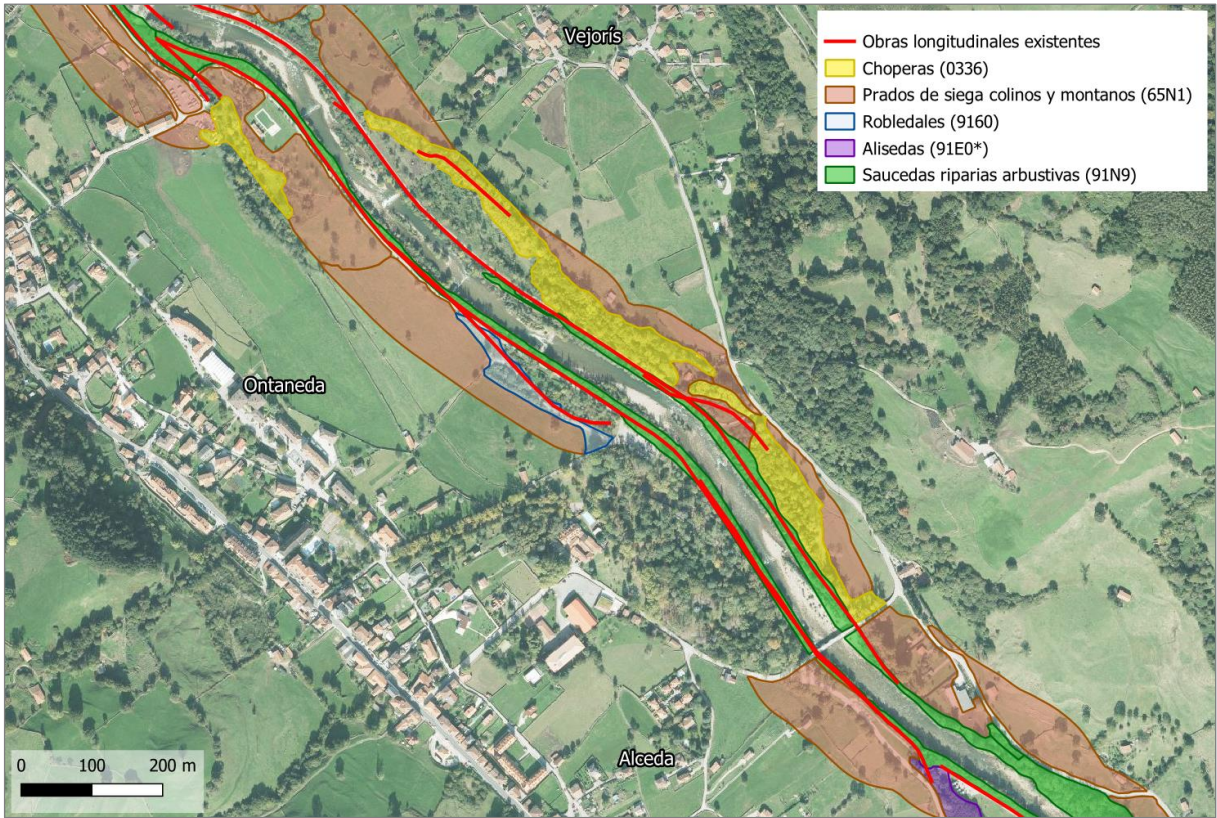 Vejorís
Obras longitudinales existentes
Choperas (0336)
Prados de siega colinos y montanos (65N1)
Robledales (9160)
Alisedas (91E0*)
Saucedas riparias arbustivas (91N9)
Ontaneda
Alceda
0 100 200 m